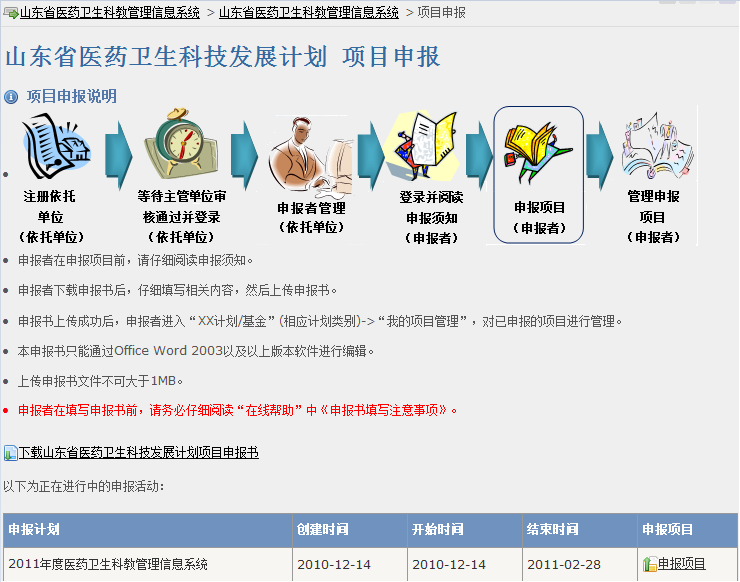 山东省医药卫生科教管理信息系统 > 山东省医药卫生科教管理信息系统 > 项目申报
山东省医药卫生科技发展计划 项目申报
项目申报说明
注册依托
单位
（依托单位）
等待主管单位审
核通过并登录
（依托单位）
申报者管理
（依托单位）
登录并阅读
申报须知
（申报者）
申报项目
（申报者）
管理申报
项目
（申报者）
申报者在申报项目前，请仔细阅读申报须知。
申报者下载申报书后，仔细填写相关内容，然后上传申报书。
申报书上传成功后，申报者进入“XX计划/基金”(相应计划类别)->“我的项目管理”，对已申报的项目进行管理。
本申报书只能通过Office Word 2003以及以上版本软件进行编辑。
上传申报书文件不可大于1MB。
申报者在填写申报书前，请务必仔细阅读“在线帮助”中《申报书填写注意事项》。
下载山东省医药卫生科技发展计划项目申报书
以下为正在进行中的申报活动：
申报计划 创建时间 开始时间 结束时间 申报项目
2011年度医药卫生科教管理信息系统 2010-12-14 2010-12-14 2011-02-28 申报项目